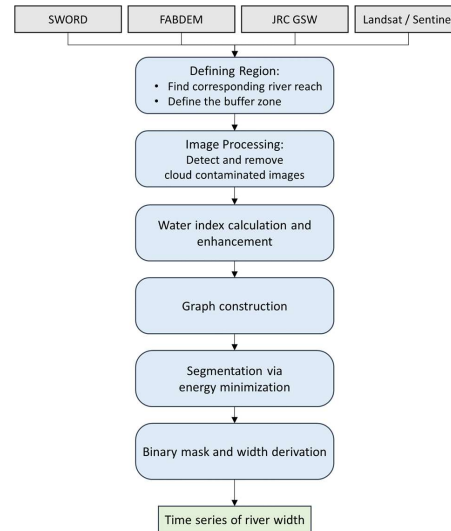 SWORD
FABDEM
JRC GSW
Landsat / Sentine
Defining Region:
• Find corresponding river reach
• Define the buffer zone
Image Processing:
Detect and remove
cloud contaminated images
Water index calculation and
enhancement
Graph construction
Segmentation via
energy minimization
Binary mask and width derivation
Time series of river width